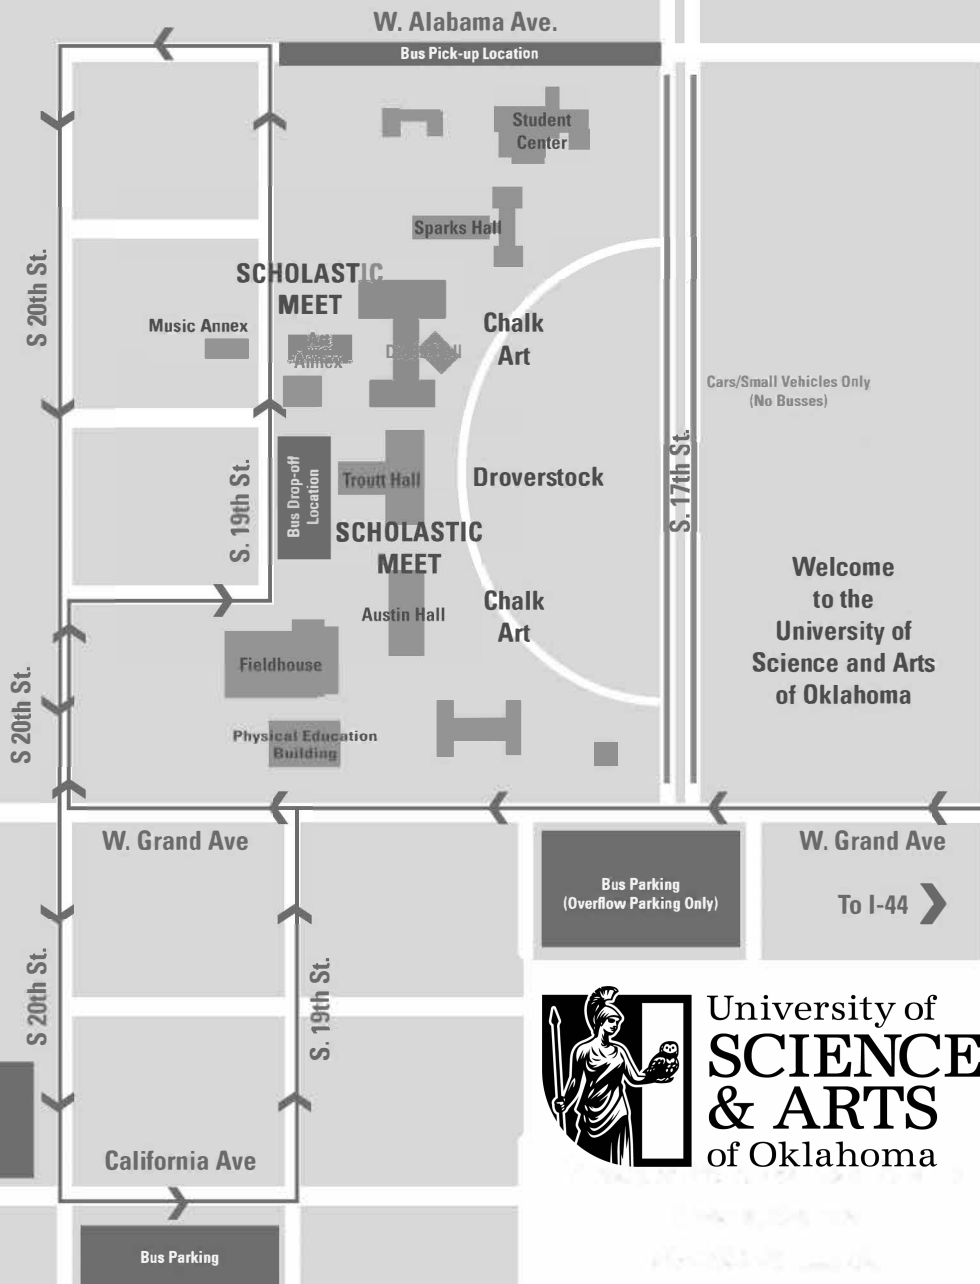 W. Alabama Ave.
Bus Pick-up Location
Student
Center
Sparks Hall
S 20th St.
SCHOLASTIC
MEET
Music Annex
Art
Annex
Chalk
Art
Cars/Small Vehicles Only
(No Busses)
S. 19th St.
Bus Drop-off
Location
Troutt Hall
Droverstock
S. 17th St.
SCHOLASTIC
MEET
Austin Hall
Chalk
Art
Welcome
to the
University of
Science and Arts
of Oklahoma
Fieldhouse
S 20th St.
Physical Education
Building
W. Grand Ave
W. Grand Ave
Bus Parking
(Overflow Parking Only)
To I-44
S 20th St.
S. 19th St.
University of
SCIENCE
& ARTS
of Oklahoma
California Ave
Bus Parking